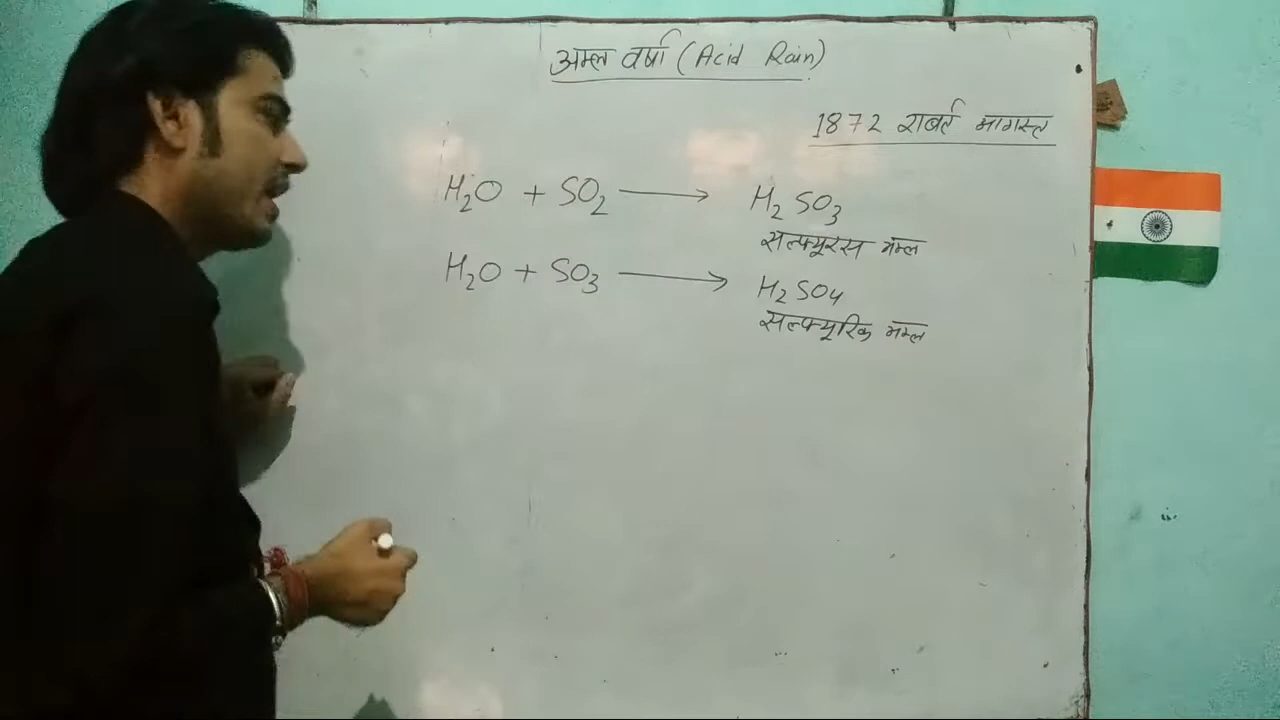 अम्ल वर्षा (Acid Rain)
1872 राबर्ट आगस्त
H₂O + SO₂ ⟶ H₂SO₃
सल्फ्यूरस अम्ल
H₂O + SO₃ ⟶ H₂SO₄
सल्फ्यूरिक अम्ल